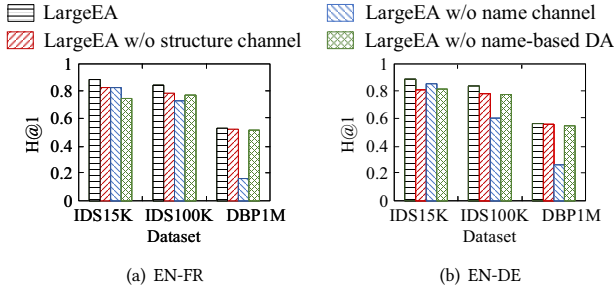 LargeEA
LargeEA w/o name channel
LargeEA w/o structure channel
LargeEA w/o name-based DA
H@1
1
0.8
0.6
0.4
0.2
0
IDS15K IDS100K DBP1M
Dataset
(a) EN-FR
H@1
1
0.8
0.6
0.4
0.2
0
IDS15K IDS100K DBP1M
Dataset
(b) EN-DE